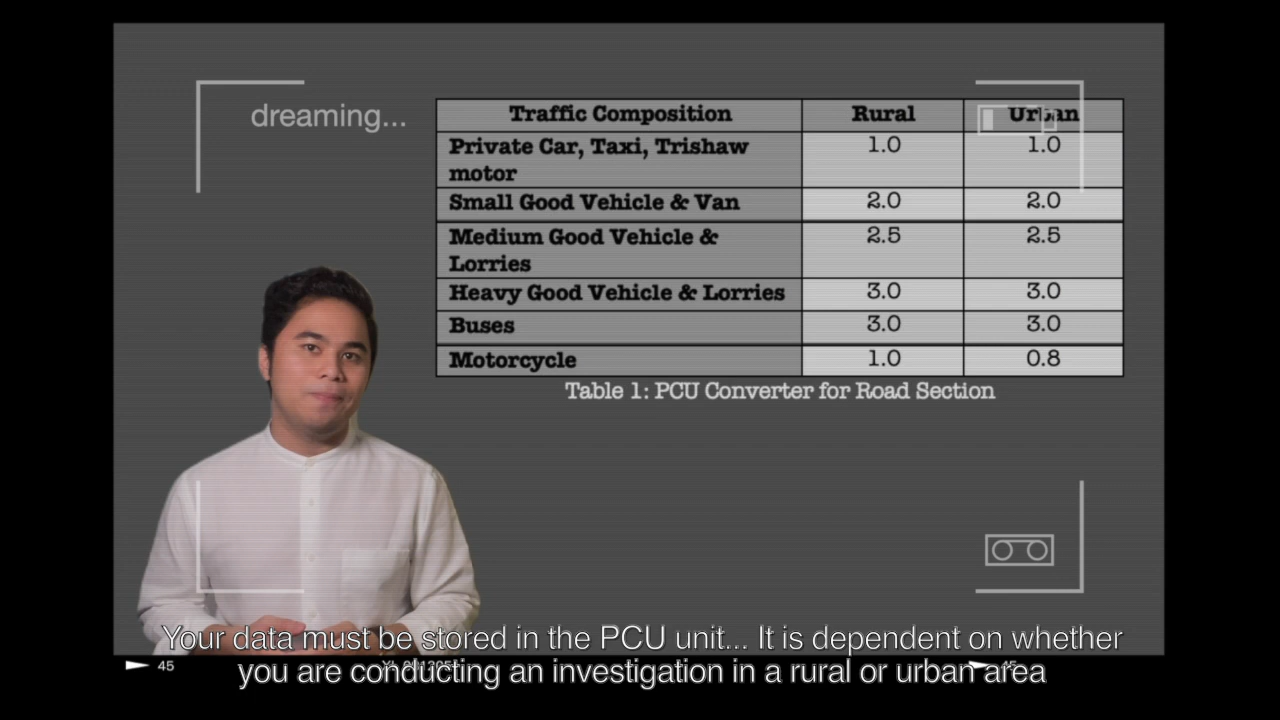 dreaming...
Traffic Composition Rural Urban
Private Car, Taxi, Trishaw motor 1.0 1.0
Small Good Vehicle & Van 2.0 2.0
Medium Good Vehicle & Lorries 2.5 2.5
Heavy Good Vehicle & Lorries 3.0 3.0
Buses 3.0 3.0
Motorcycle 1.0 0.8
Table 1: PCU Converter for Road Section
Your data must be stored in the PCU unit... It is dependent on whether
45
you are conducting an investigation in a rural or urban area